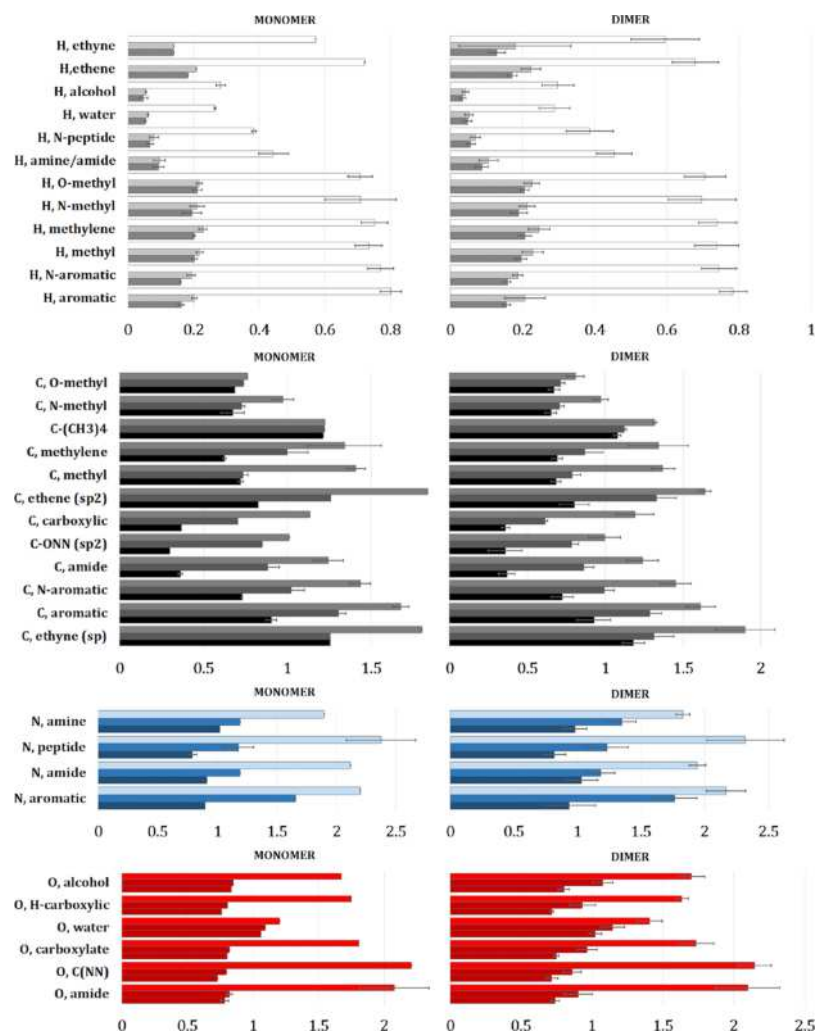 MONOMER DIMER
H, ethyne
H,ethene
H, alcohol
H, water
H, N-peptide
H, amine/amide
H, O-methyl
H, N-methyl
H, methylene
H, methyl
H, N-aromatic
H, aromatic
0 0.2 0.4 0.6 0.8 0 0.2 0.4 0.6 0.8 1
MONOMER DIMER
C, O-methyl
C, N-methyl
C-(CH3)4
C, methylene
C, methyl
C, ethene (sp2)
C, carboxylic
C-ONN (sp2)
C, amide
C, N-aromatic
C, aromatic
C, ethyne (sp)
0 0.5 1 1.5 0 0.5 1 1.5 2
MONOMER DIMER
N, amine
N, peptide
N, amide
N, aromatic
0 0.5 1 1.5 2 2.5 0 0.5 1 1.5 2 2.5
MONOMER DIMER
O, alcohol
O, H-carboxylic
O, water
O, carboxylate
O, C(NN)
O, amide
0 0.5 1 1.5 2 0 0.5 1 1.5 2 2.5